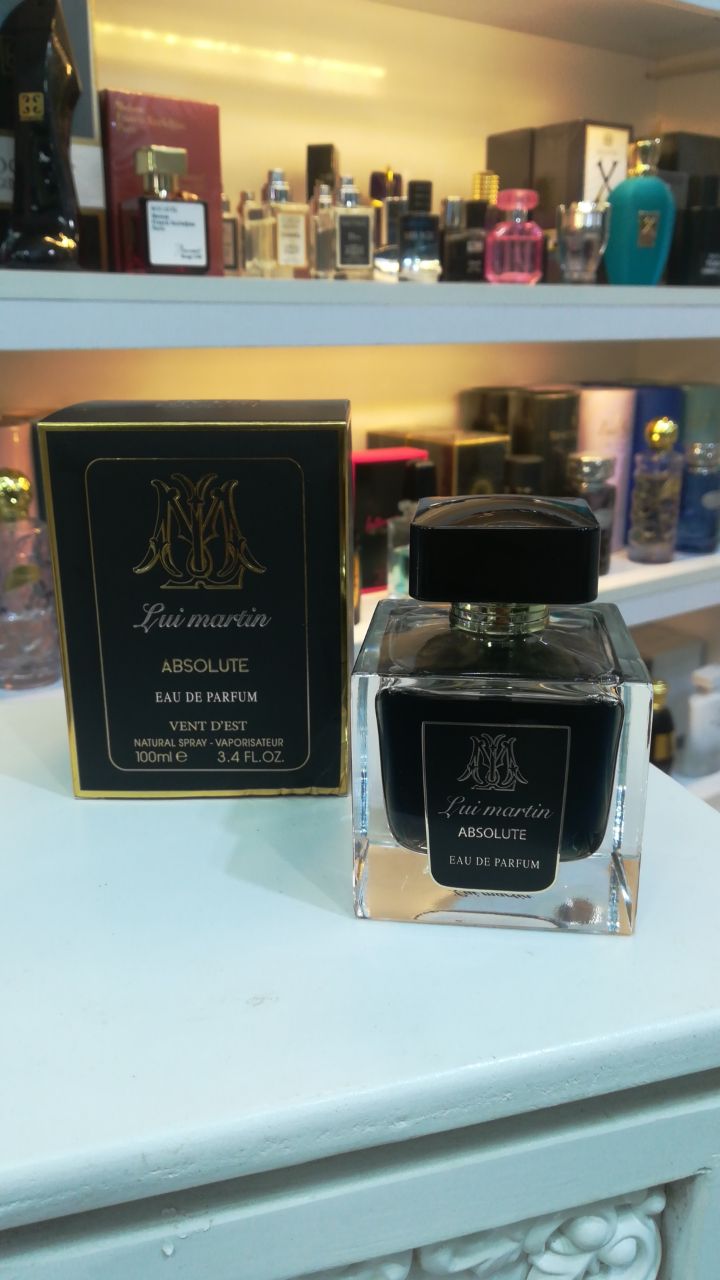 Lui martin
ABSOLUTE
EAU DE PARFUM
VENT D'EST
NATURAL SPRAY - VAPORISATEUR
100ml e 3.4 FL.OZ.
Lui martin
ABSOLUTE
EAU DE PARFUM